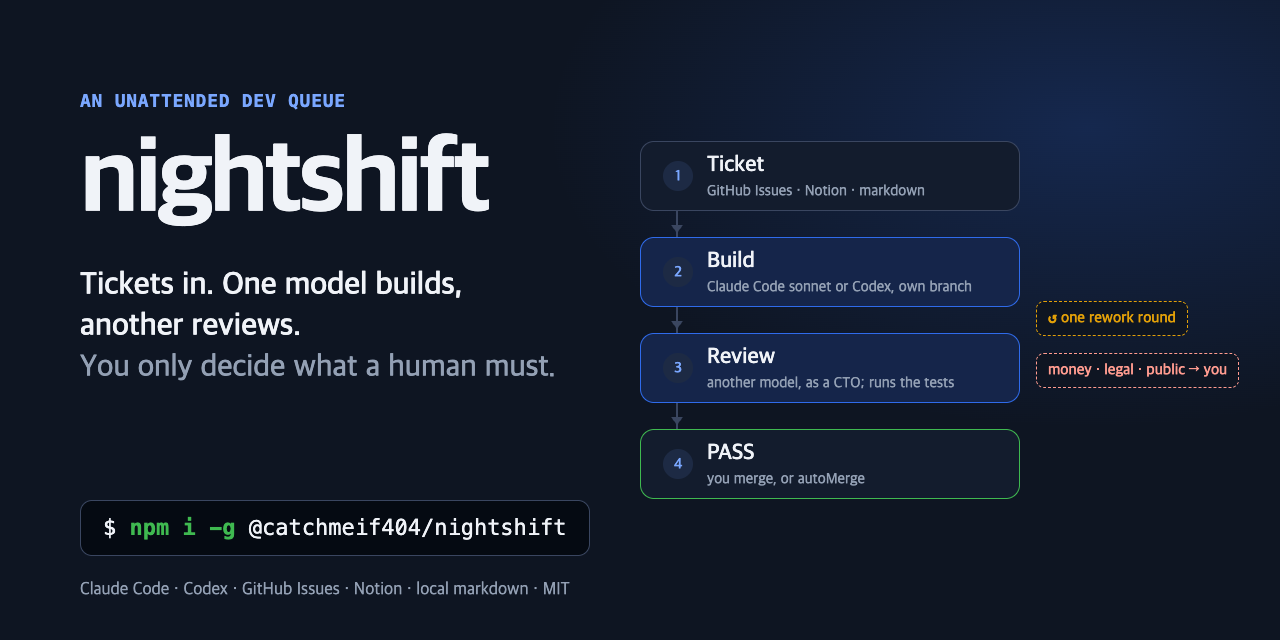 AN UNATTENDED DEV QUEUE
nightshift
Tickets in. One model builds,
another reviews.
You only decide what a human must.
$ npm i -g @catchmeif404/nightshift
Claude Code · Codex · GitHub Issues · Notion · local markdown · MIT
1
Ticket
GitHub Issues · Notion · markdown
2
Build
Claude Code sonnet or Codex, own branch
3
Review
another model, as a CTO; runs the tests
4
PASS
you merge, or autoMerge
↺ one rework round
money · legal · public → you